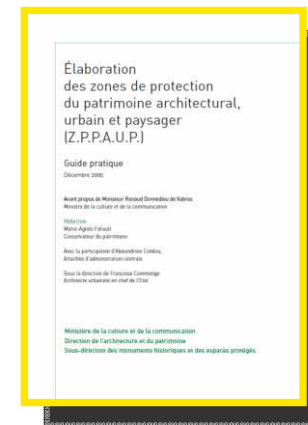 Élaboration
des zones de protection
du patrimoine architectural,
urbain et paysager
(Z.P.P.A.U.P.)
Guide pratique
Décembre 2006
Avant propos de Monsieur Renaud Donnedieu de Vabres
Ministre de la culture et de la communication
Rédaction
Marie-Agnès Férault
Conservateur du patrimoine
Avec la participation d'Alexandrine Combou,
Attachée d'administration centrale
Sous la direction de Françoise Commenge
Architecte urbaniste en chef de l'Etat
Ministère de la culture et de la communication
Direction de l'architecture et du patrimoine
Sous-direction des monuments historiques et des espaces protégés